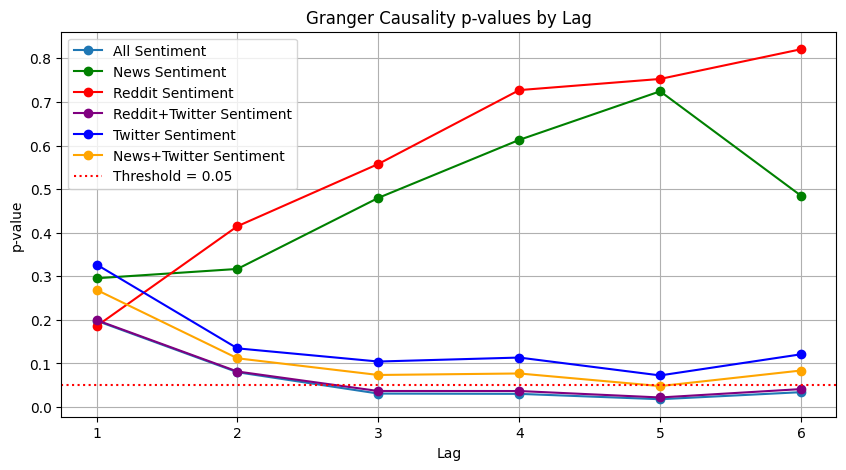 Granger Causality p-values by Lag
All Sentiment
News Sentiment
Reddit Sentiment
Reddit+Twitter Sentiment
Twitter Sentiment
News+Twitter Sentiment
Threshold = 0.05
p-value
0.8
0.7
0.6
0.5
0.4
0.3
0.2
0.1
0.0
1 2 3 4 5 6
Lag